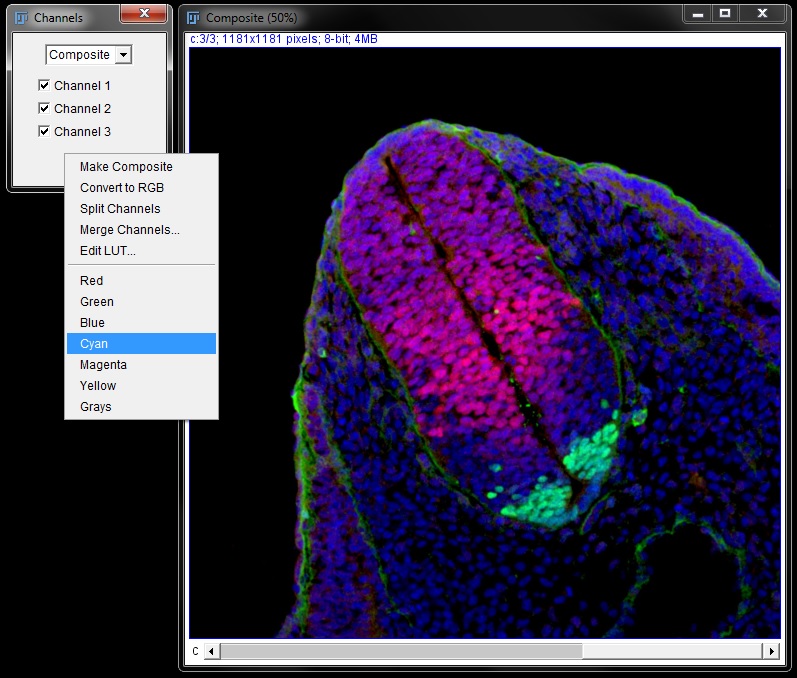 Channels
Composite
Channel 1
Channel 2
Channel 3
Make Composite
Convert to RGB
Split Channels
Merge Channels...
Edit LUT...
Red
Green
Blue
Cyan
Magenta
Yellow
Grays
Composite (50%)
c:3/3; 1181x1181 pixels; 8-bit; 4MB
C